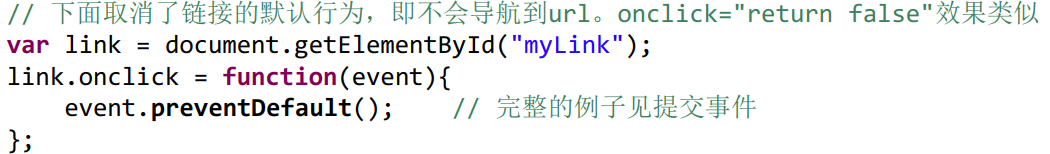 // 下面取消了链接的默认行为，即不会导航到url。onclick="return false"效果类似
var link = document.getElementById("myLink");
link.onclick = function(event){
    event.preventDefault();    // 完整的例子见提交事件
};